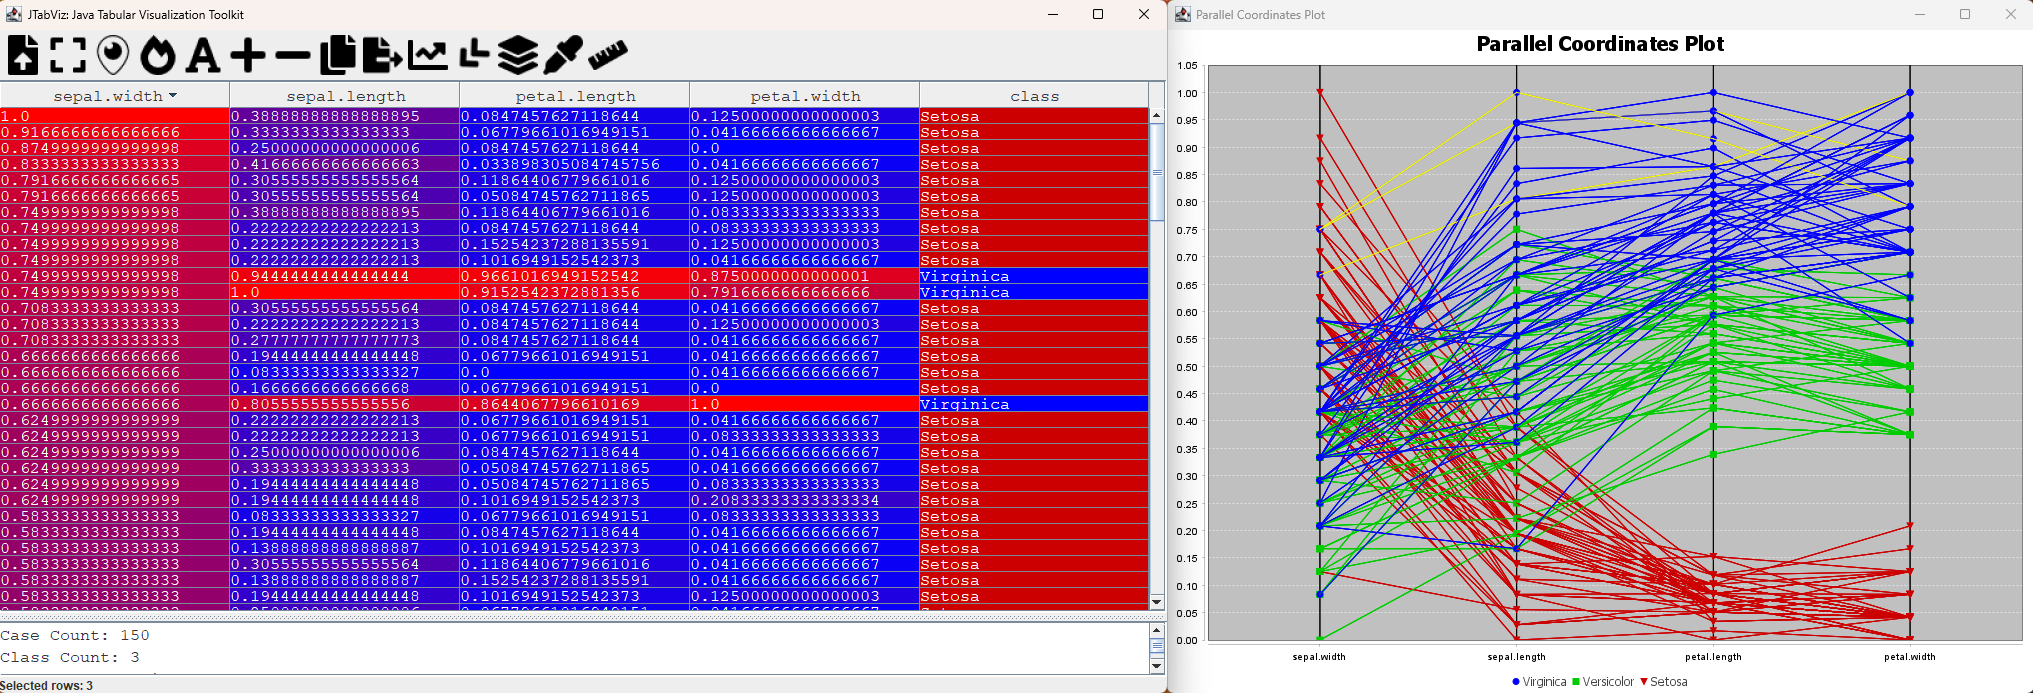 JTabViz: Java Tabular Visualization Toolkit
sepal.width sepal.length petal.length petal.width class
1.0 0.38888888888888895 0.0847457627118644 0.12500000000000003 Setosa
0.9166666666666666 0.3333333333333333 0.06779661016949151 0.04166666666666667 Setosa
0.8749999999999998 0.25000000000000006 0.0847457627118644 0.0 Setosa
0.8333333333333333 0.41666666666666663 0.03389830508474576 0.04166666666666667 Setosa
0.7916666666666665 0.30555555555555564 0.11864406779661016 0.12500000000000003 Setosa
0.7916666666666665 0.30555555555555564 0.05084745762711865 0.12500000000000003 Setosa
0.7499999999999998 0.38888888888888895 0.11864406779661016 0.08333333333333333 Setosa
0.7499999999999998 0.22222222222222213 0.0847457627118644 0.08333333333333333 Setosa
0.7499999999999998 0.22222222222222213 0.15254237288135591 0.12500000000000003 Setosa
0.7499999999999998 0.22222222222222213 0.1016949152542373 0.04166666666666667 Setosa
0.7499999999999998 0.9444444444444444 0.9661016949152542 0.8750000000000001 Virginica
0.7499999999999998 1.0 0.9152542372881356 0.7916666666666666 Virginica
0.7083333333333333 0.30555555555555564 0.0847457627118644 0.04166666666666667 Setosa
0.7083333333333333 0.22222222222222213 0.0847457627118644 0.12500000000000003 Setosa
0.7083333333333333 0.27777777777777773 0.0847457627118644 0.04166666666666667 Setosa
0.6666666666666666 0.19444444444444448 0.06779661016949151 0.04166666666666667 Setosa
0.6666666666666666 0.08333333333333327 0.0 0.04166666666666667 Setosa
0.6666666666666666 0.1666666666666668 0.06779661016949151 0.0 Setosa
0.6666666666666666 0.8055555555555556 0.8644067796610169 1.0 Virginica
0.6249999999999999 0.22222222222222213 0.06779661016949151 0.04166666666666667 Setosa
0.6249999999999999 0.22222222222222213 0.06779661016949151 0.08333333333333333 Setosa
0.6249999999999999 0.25000000000000006 0.0847457627118644 0.04166666666666667 Setosa
0.6249999999999999 0.3333333333333333 0.05084745762711865 0.04166666666666667 Setosa
0.6249999999999999 0.19444444444444448 0.05084745762711865 0.08333333333333333 Setosa
0.6249999999999999 0.19444444444444448 0.1016949152542373 0.20833333333333334 Setosa
0.5833333333333333 0.08333333333333327 0.06779661016949151 0.08333333333333333 Setosa
0.5833333333333333 0.19444444444444448 0.0847457627118644 0.04166666666666667 Setosa
0.5833333333333333 0.13888888888888887 0.1016949152542373 0.04166666666666667 Setosa
0.5833333333333333 0.30555555555555564 0.11864406779661016 0.04166666666666667 Setosa
0.5833333333333333 0.13888888888888887 0.15254237288135591 0.04166666666666667 Setosa
0.5833333333333333 0.19444444444444448 0.1016949152542373 0.12500000000000003 Setosa
Case Count: 150
Class Count: 3
Selected rows: 3
Parallel Coordinates Plot
Parallel Coordinates Plot
1.05
1.00
0.95
0.90
0.85
0.80
0.75
0.70
0.65
0.60
0.55
0.50
0.45
0.40
0.35
0.30
0.25
0.20
0.15
0.10
0.05
0.00
sepal.width sepal.length petal.length petal.width
Virginica Versicolor Setosa